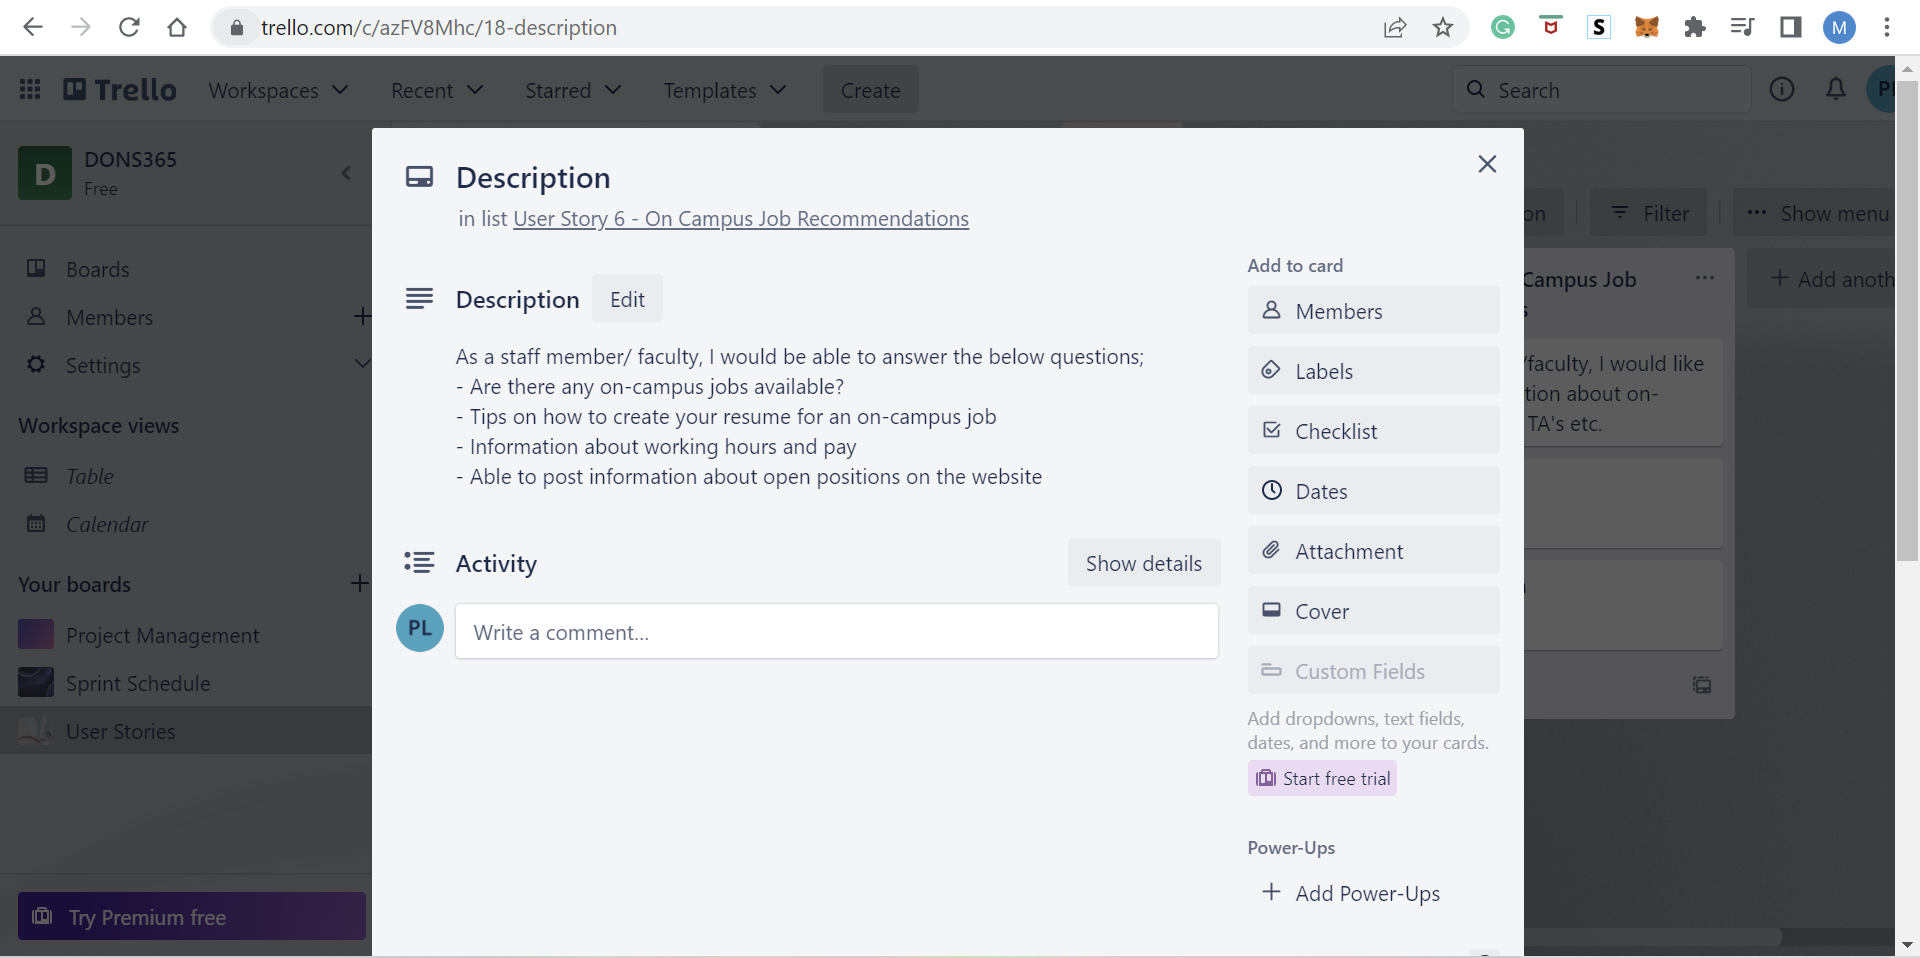 trello.com/c/azFV8Mhc/18-description
S
M
Trello
Workspaces
Recent
Starred
Templates
Create
Search
D
DONS365
Free
Boards
Members
Settings
Workspace views
Table
Calendar
Your boards
Project Management
Sprint Schedule
User Stories
Try Premium free
Description
in list User Story 6 - On Campus Job Recommendations
Description
Edit
As a staff member/ faculty, I would be able to answer the below questions;
- Are there any on-campus jobs available?
- Tips on how to create your resume for an on-campus job
- Information about working hours and pay
- Able to post information about open positions on the website
Activity
Show details
PL
Write a comment...
Add to card
Members
Labels
Checklist
Dates
Attachment
Cover
Custom Fields
Add dropdowns, text fields,
dates, and more to your cards.
Start free trial
Power-Ups
Add Power-Ups
Filter
Show menu
Campus Job
/faculty, I would like
tion about on-
TA's etc.
Add anoth